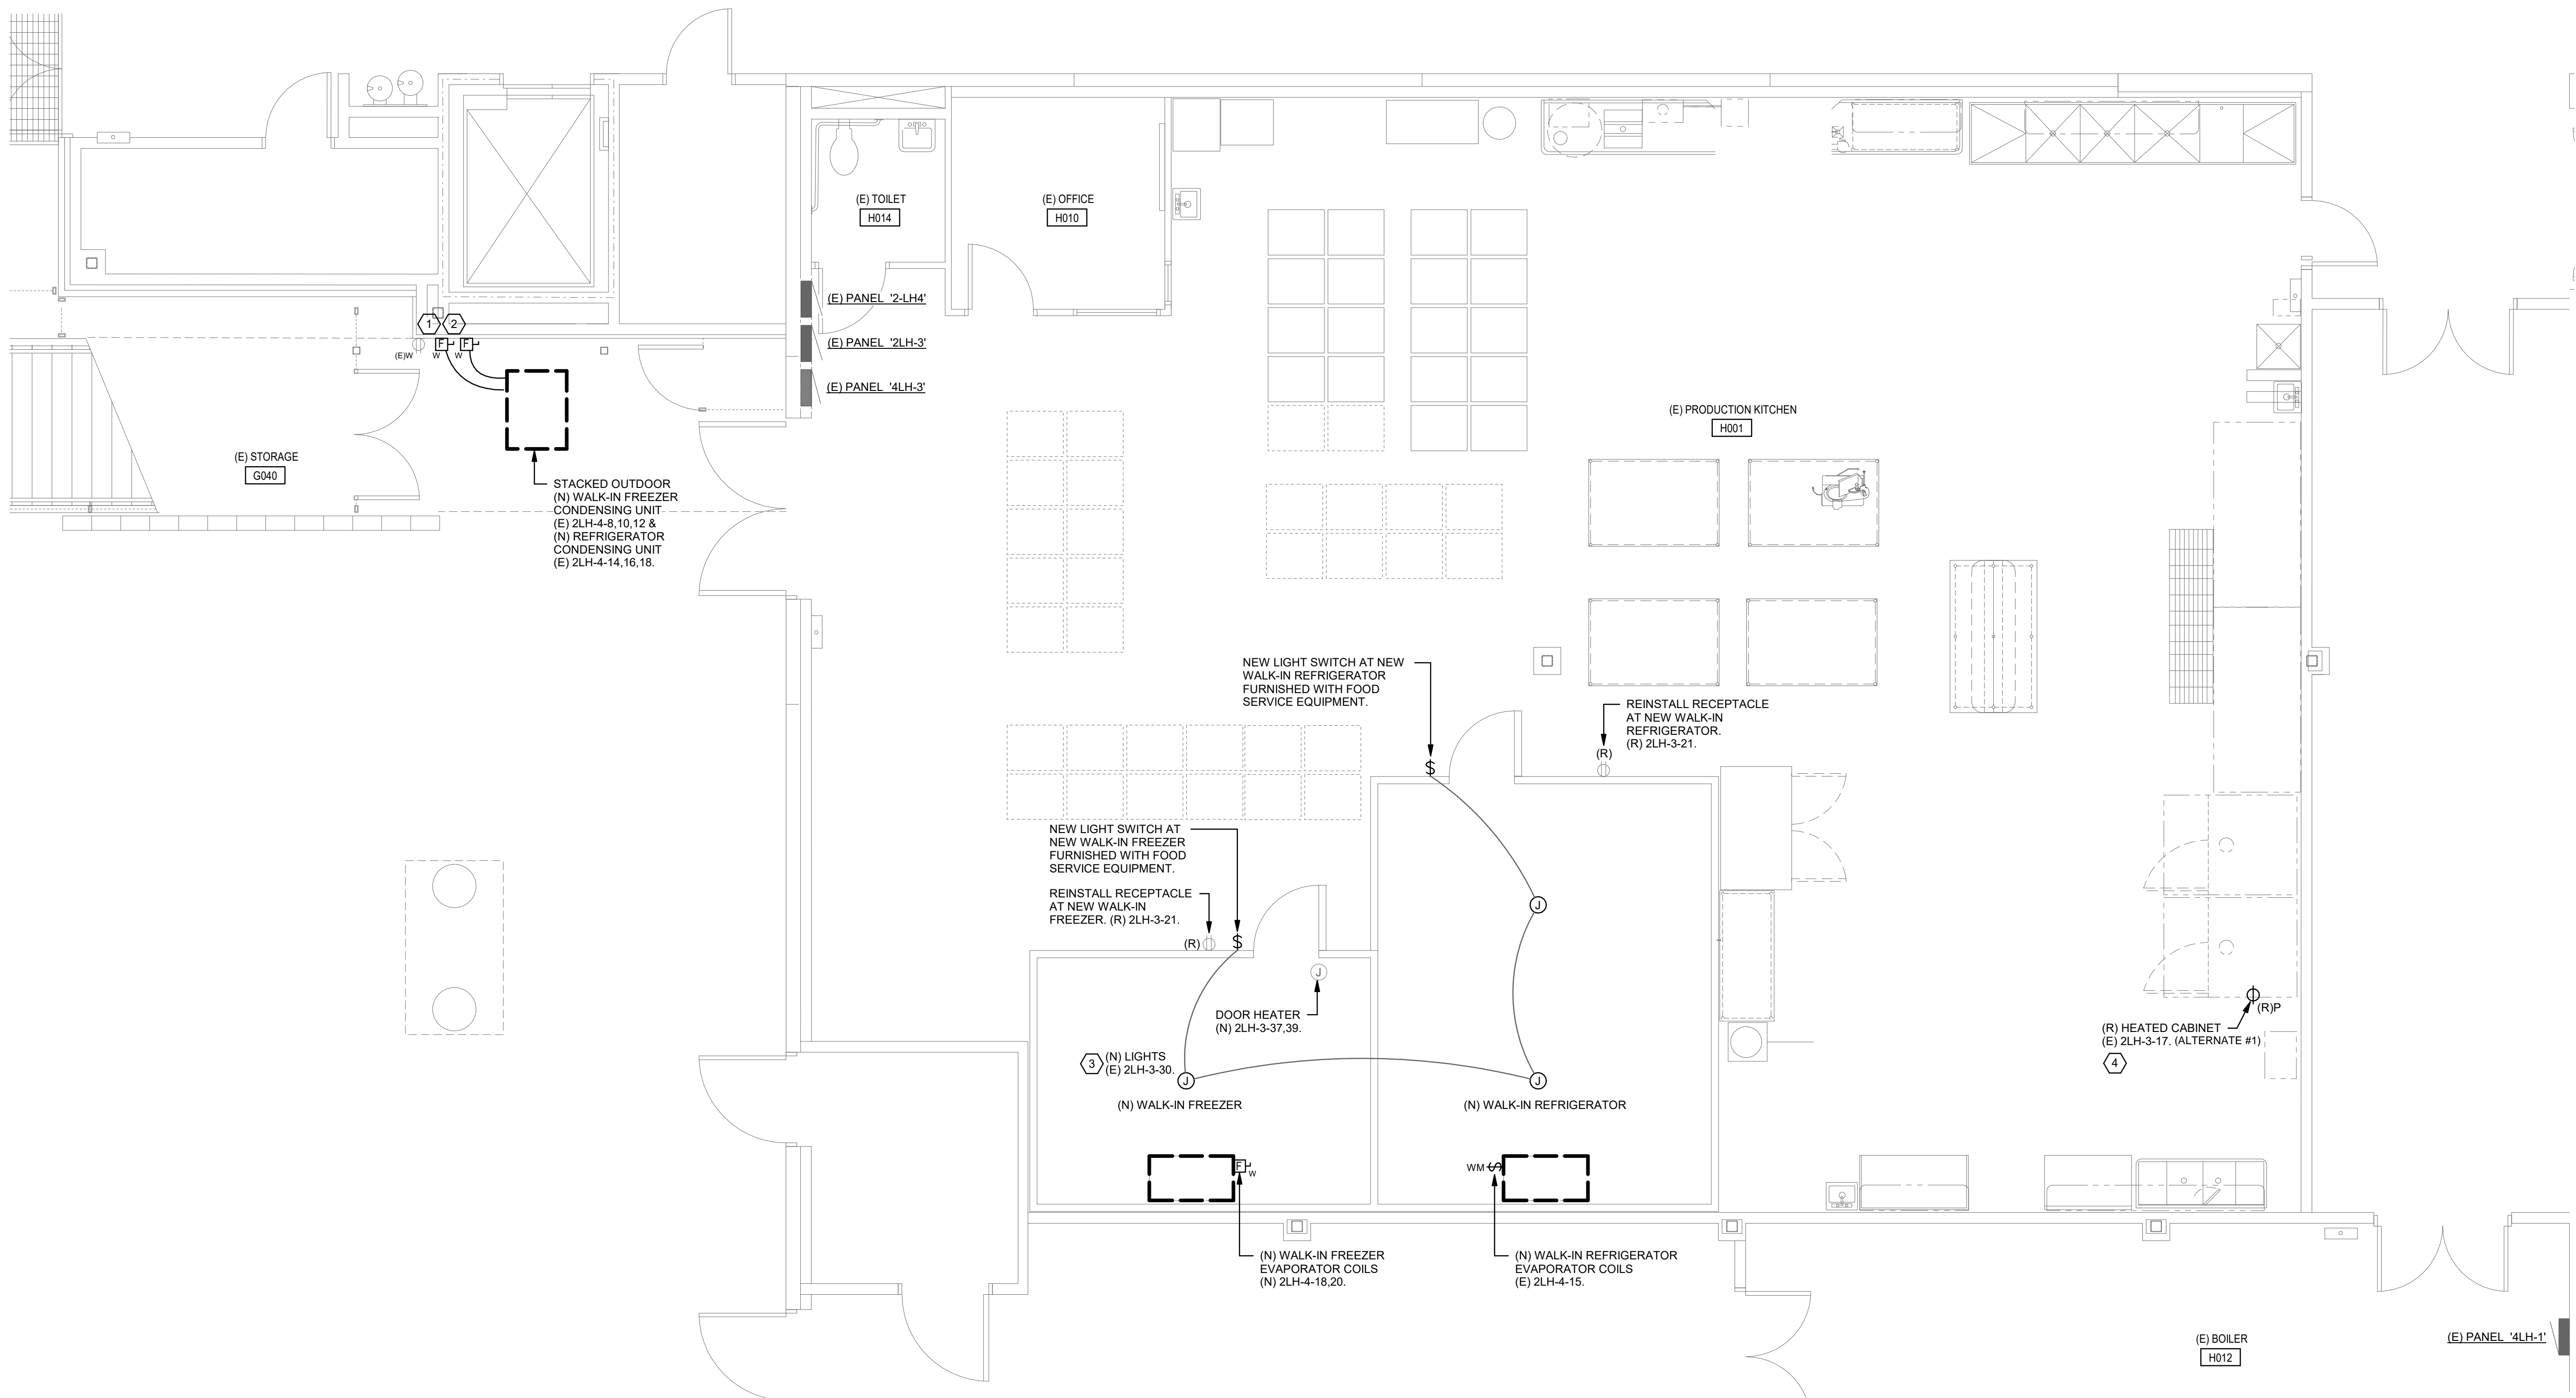 (E) TOILET
H014
(E) OFFICE
H010
(E) PANEL '2-LH4'
(E) PANEL '2LH-3'
(E) PANEL '4LH-3'
1
2
(E)W
F
W
F
W
(E) STORAGE
G040
STACKED OUTDOOR
(N) WALK-IN FREEZER
CONDENSING UNIT
(E) 2LH-4-8,10,12 &
(N) REFRIGERATOR
CONDENSING UNIT
(E) 2LH-4-14,16,18.
(E) PRODUCTION KITCHEN
H001
NEW LIGHT SWITCH AT NEW
WALK-IN REFRIGERATOR
FURNISHED WITH FOOD
SERVICE EQUIPMENT.
$
REINSTALL RECEPTACLE
AT NEW WALK-IN
REFRIGERATOR.
(R) 2LH-3-21.
(R)
NEW LIGHT SWITCH AT
NEW WALK-IN FREEZER
FURNISHED WITH FOOD
SERVICE EQUIPMENT.
REINSTALL RECEPTACLE
AT NEW WALK-IN
FREEZER. (R) 2LH-3-21.
(R)
$
J
J
DOOR HEATER
(N) 2LH-3-37,39.
3
(N) LIGHTS
(E) 2LH-3-30.
J
J
(N) WALK-IN FREEZER
(N) WALK-IN REFRIGERATOR
(R)P
(R) HEATED CABINET
(E) 2LH-3-17. (ALTERNATE #1)
4
F
W
WM
$
(N) WALK-IN FREEZER
EVAPORATOR COILS
(N) 2LH-4-18,20.
(N) WALK-IN REFRIGERATOR
EVAPORATOR COILS
(E) 2LH-4-15.
(E) BOILER
H012
(E) PANEL '4LH-1'